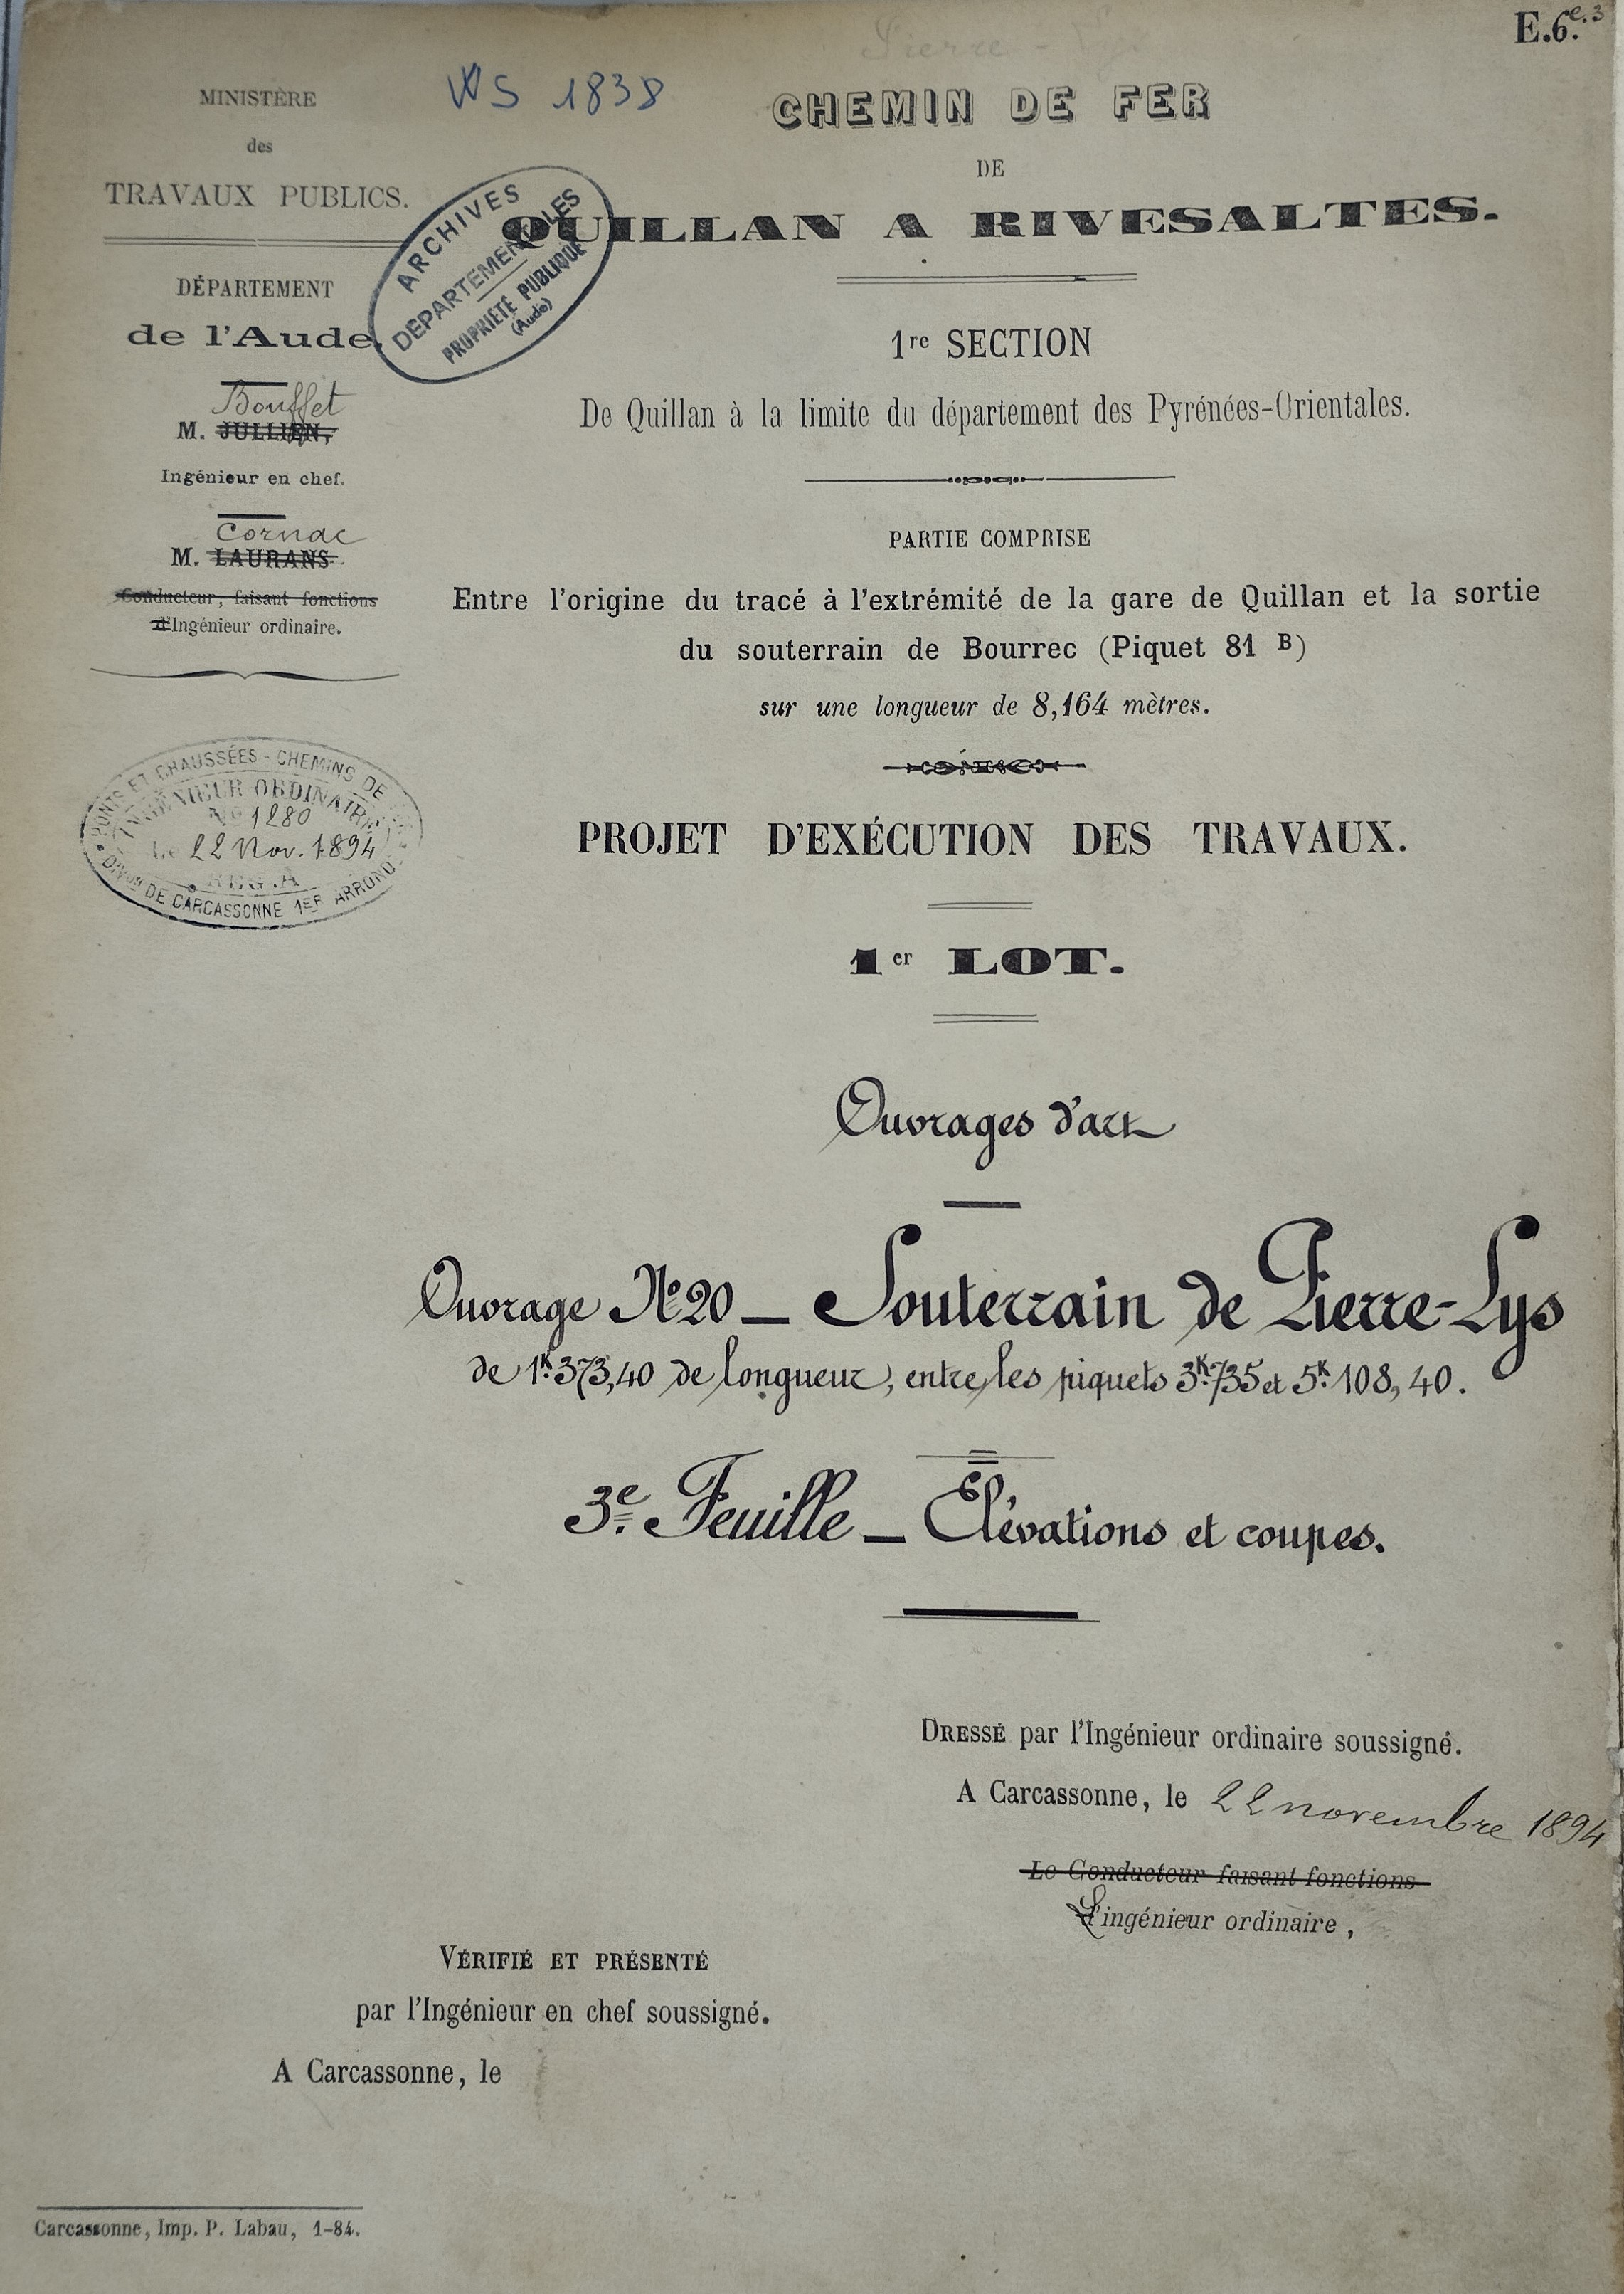 E.6.e.3
WS 1838
MINISTÈRE
des
TRAVAUX PUBLICS.
DÉPARTEMENT
de l'Aude.
Bouffet
M. JULLIEN,
Ingénieur en chef.
Cornac
M. LAURANS
Conducteur, faisant fonctions
d'Ingénieur ordinaire.
ARCHIVES
DÉPARTEMENTALES
PROPRIÉTÉ PUBLIQUE
(Aude)
PONTS ET CHAUSSÉES - CHEMINS DE FER
INGÉNIEUR ORDINAIRE
No 1280
Le 22 Nov. 1894
REG. A
DIVon DE CARCASSONNE 1ER ARRONDt
CHEMIN DE FER
DE
QUILLAN A RIVESALTES.
1re SECTION
De Quillan à la limite du département des Pyrénées-Orientales.
PARTIE COMPRISE
Entre l'origine du tracé à l'extrémité de la gare de Quillan et la sortie
du souterrain de Bourrec (Piquet 81 B)
sur une longueur de 8,164 mètres.
PROJET D'EXÉCUTION DES TRAVAUX.
1er LOT.
Ouvrages d'art
Ouvrage No 20 — Souterrain de Pierre-Lys
de 1K.373,40 de longueur, entre les piquets 3K.735 et 5K.108,40.
3e Feuille — Elévations et coupes.
DRESSÉ par l'Ingénieur ordinaire soussigné.
A Carcassonne, le 22 novembre 1894
Le Conducteur faisant fonctions
L'ingénieur ordinaire,
VÉRIFIÉ ET PRÉSENTÉ
par l'Ingénieur en chef soussigné.
A Carcassonne, le
Carcassonne, Imp. P. Labau, 1-84.